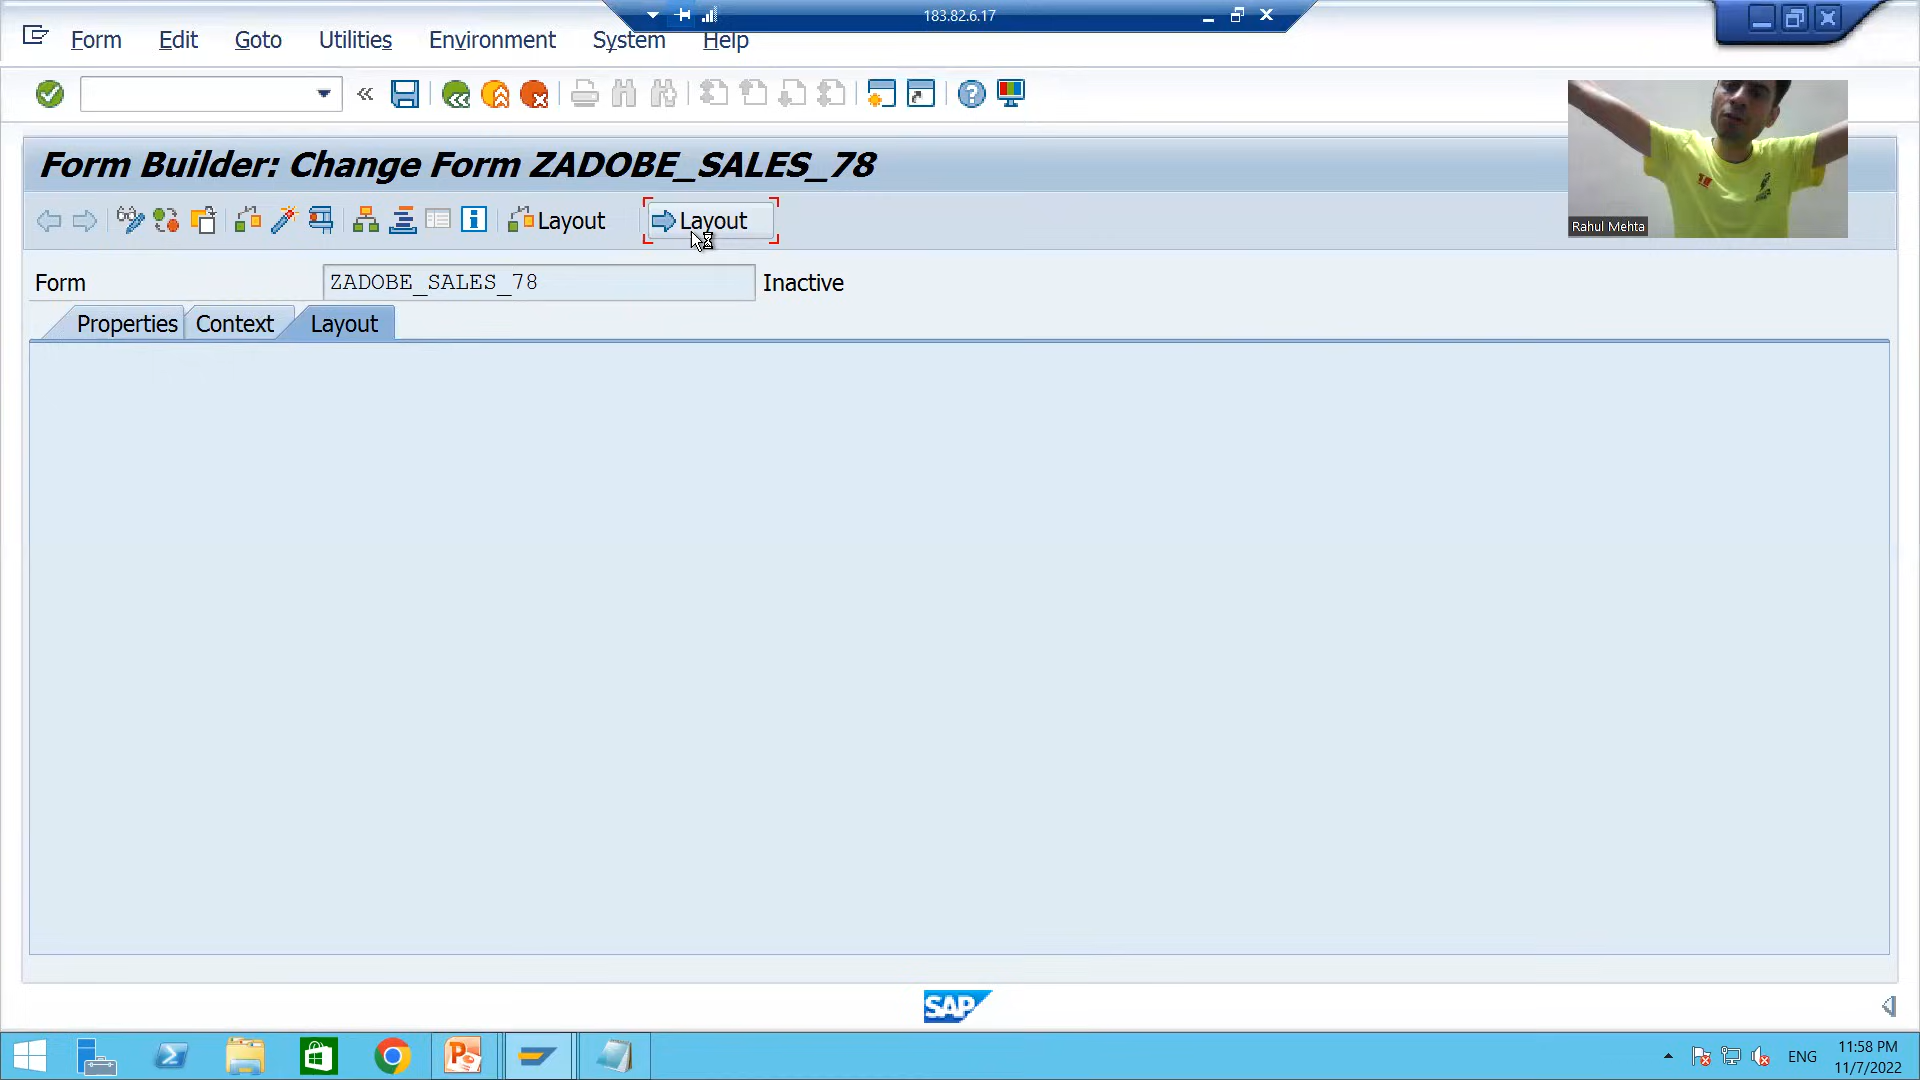 183.82.6.17
Form Edit Goto Utilities Environment System Help
Form Builder: Change Form ZADOBE_SALES_78
Layout Layout
Rahul Mehta
Form ZADOBE_SALES_78 Inactive
Properties Context Layout
SAP
ENG
11:58 PM
11/7/2022